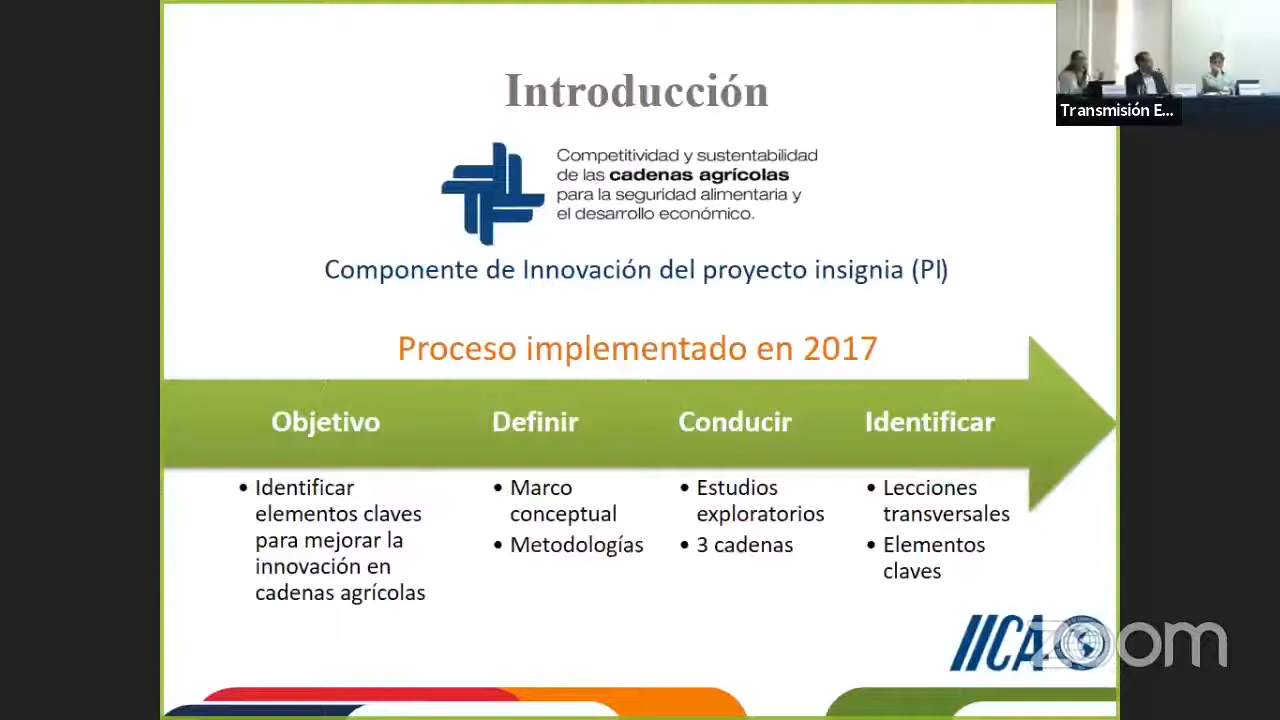 Introducción
Competitividad y sustentabilidad
de las cadenas agrícolas
para la seguridad alimentaria y
el desarrollo económico.
Componente de Innovación del proyecto insignia (PI)
Proceso implementado en 2017
Objetivo
• Identificar
elementos claves
para mejorar la
innovación en
cadenas agrícolas
Definir
• Marco
conceptual
• Metodologías
Conducir
• Estudios
exploratorios
• 3 cadenas
Identificar
• Lecciones
transversales
• Elementos
claves
IICA
zoom
Transmisión E...